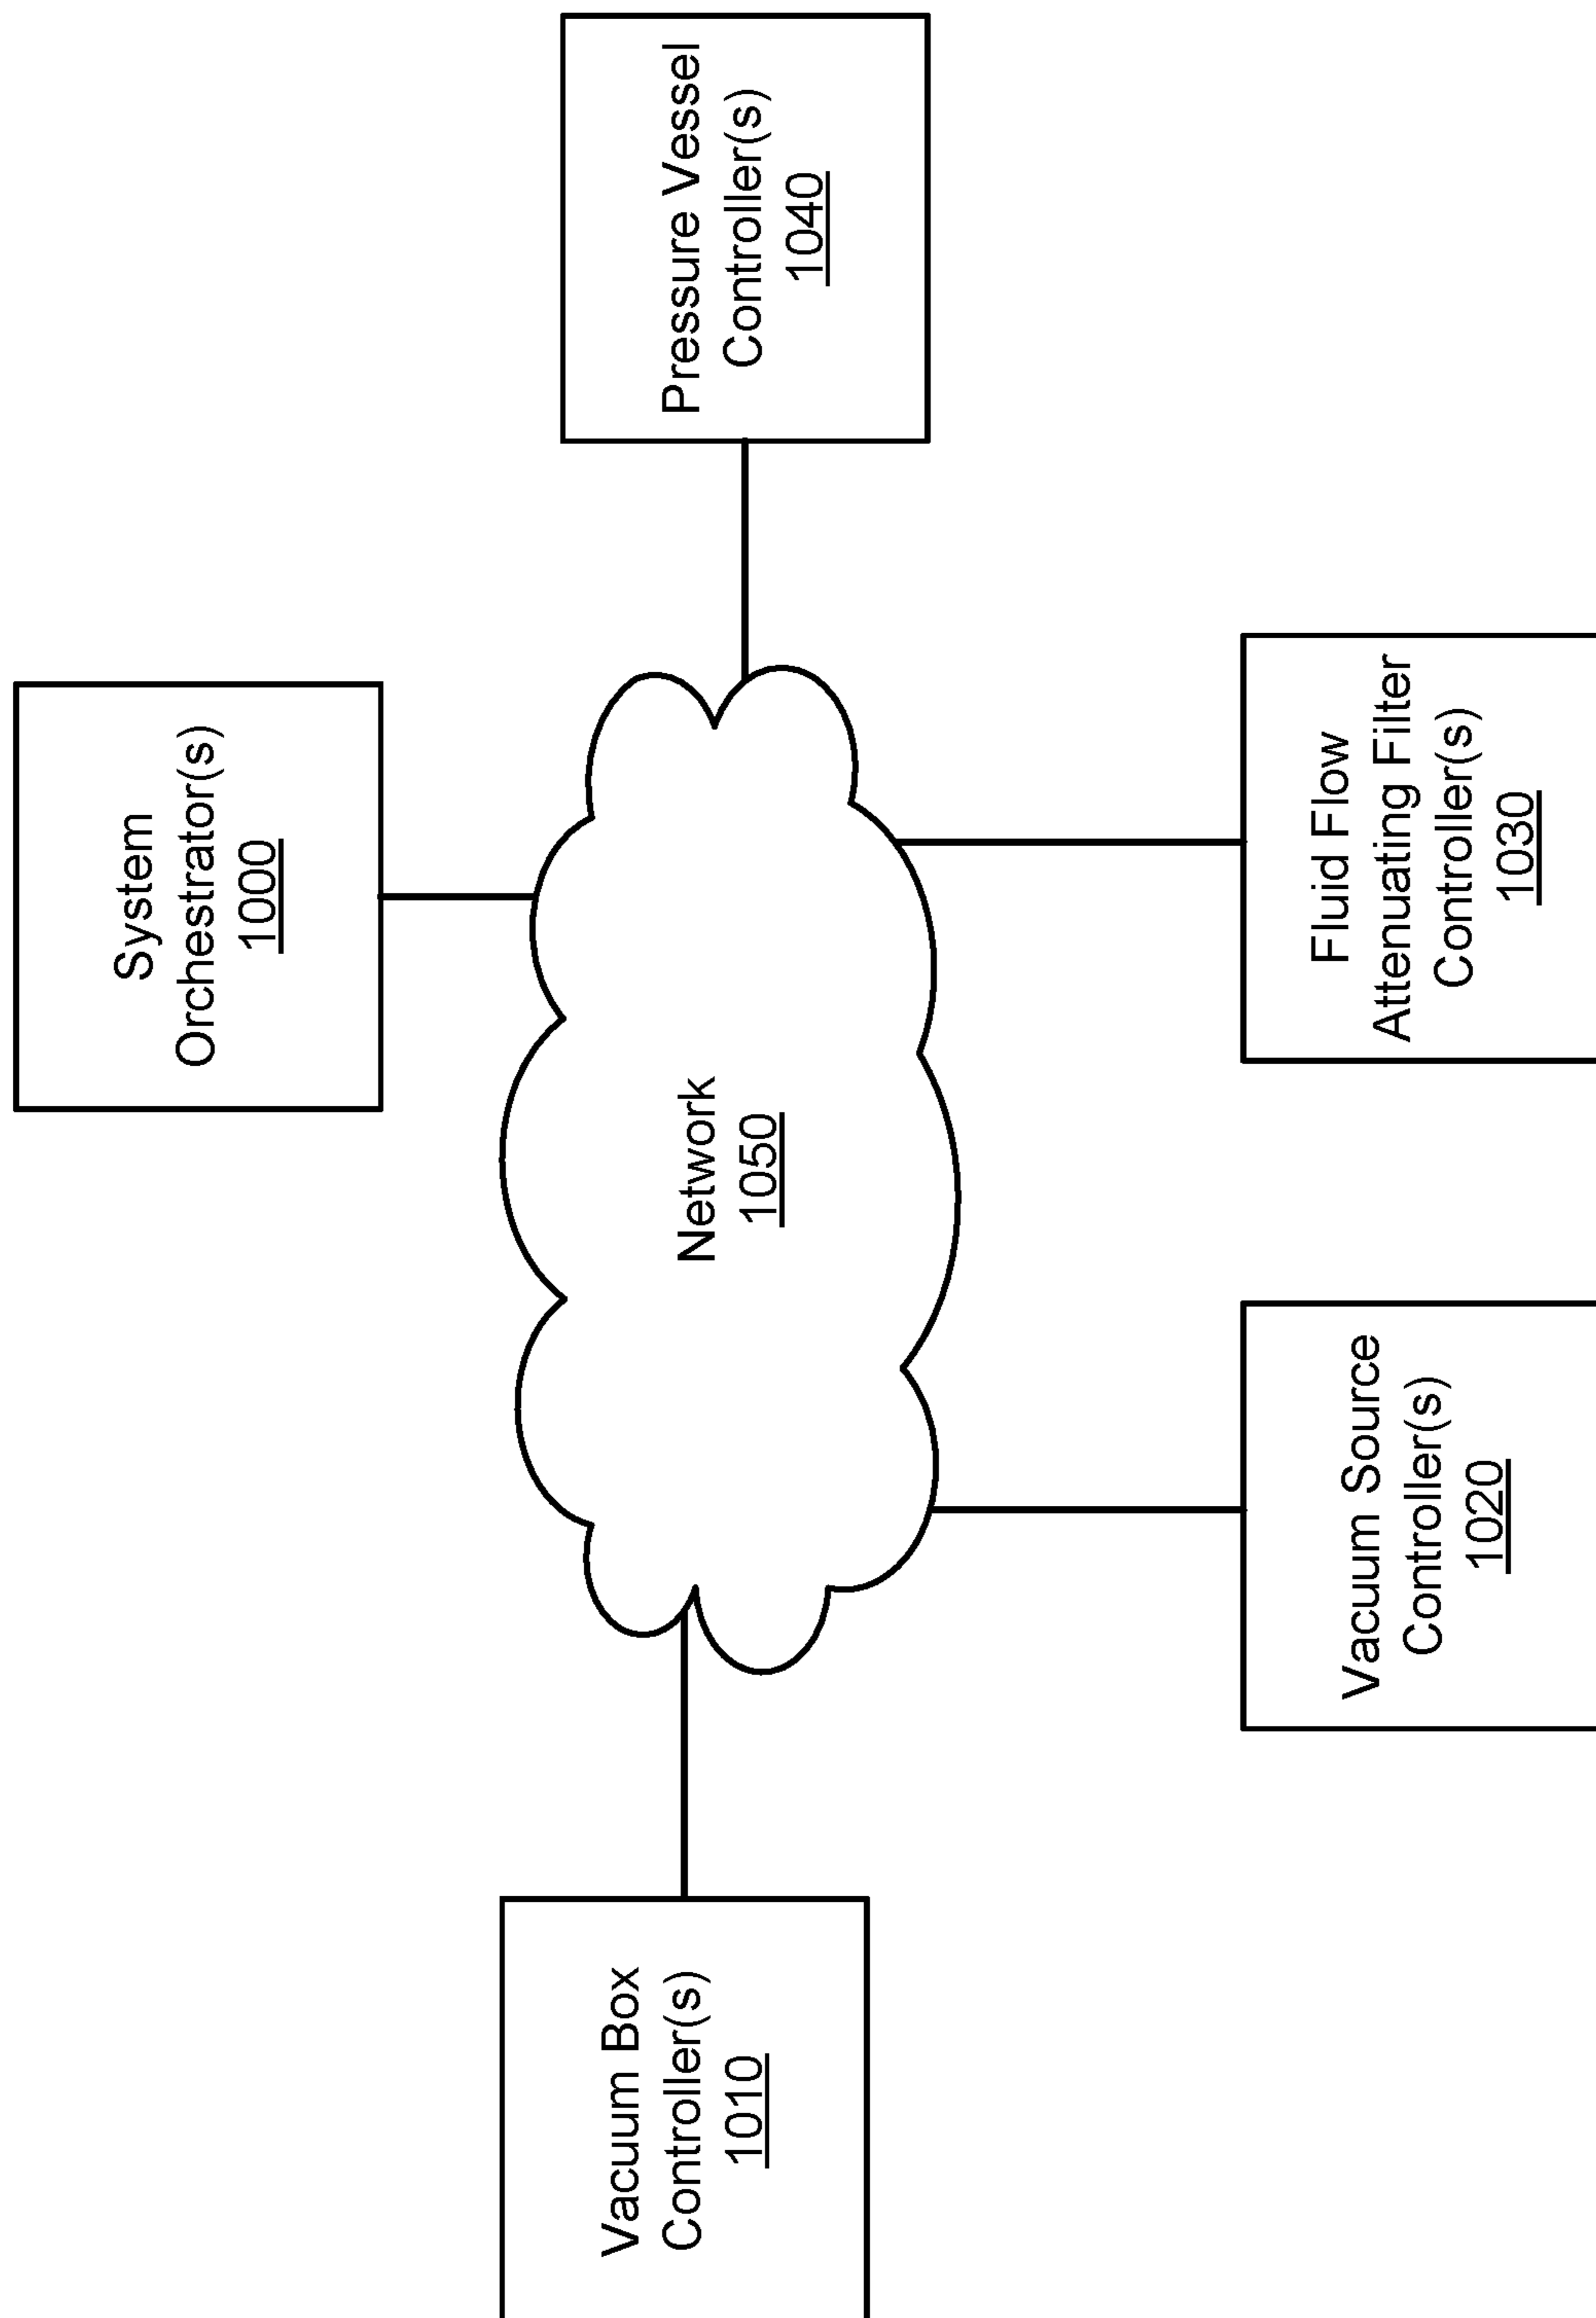 System
Orchestrator(s)
1000
Vacuum Box
Controller(s)
1010
Network
1050
Pressure Vessel
Controller(s)
1040
Vacuum Source
Controller(s)
1020
Fluid Flow
Attenuating Filter
Controller(s)
1030